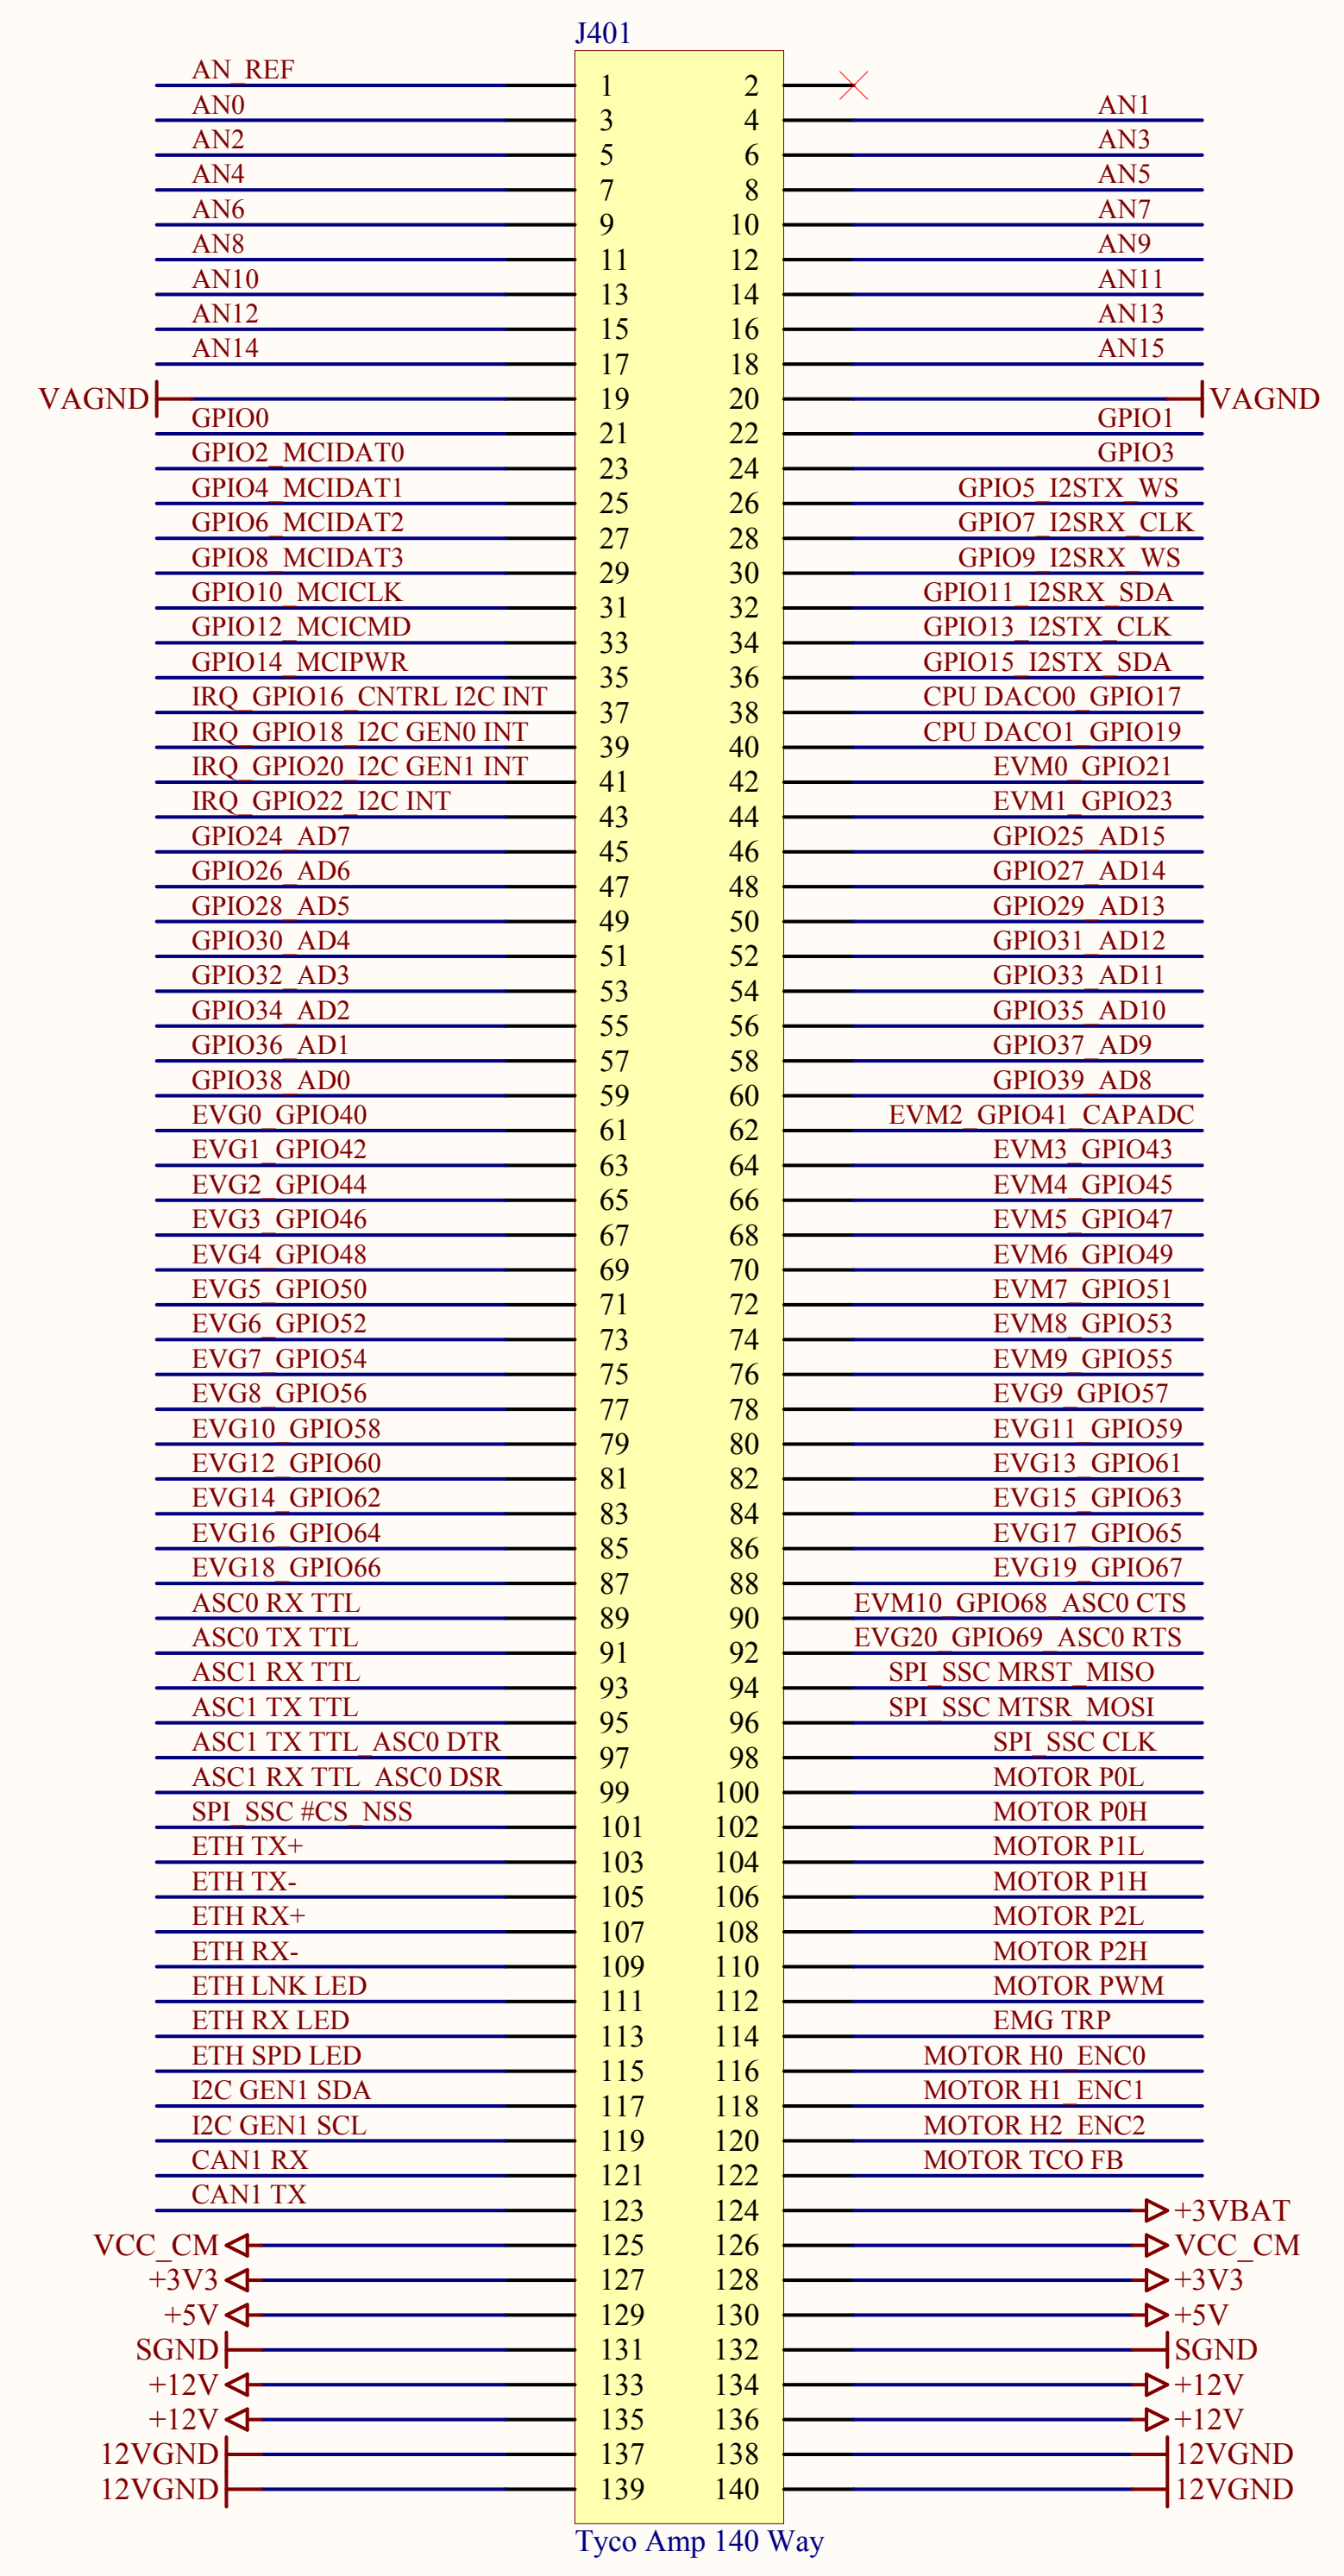 J401
AN_REF 1 2
AN0 3 4 AN1
AN2 5 6 AN3
AN4 7 8 AN5
AN6 9 10 AN7
AN8 11 12 AN9
AN10 13 14 AN11
AN12 15 16 AN13
AN14 17 18 AN15
VAGND 19 20 VAGND
GPIO0 21 22 GPIO1
GPIO2_MCIDAT0 23 24 GPIO3
GPIO4_MCIDAT1 25 26 GPIO5_I2STX_WS
GPIO6_MCIDAT2 27 28 GPIO7_I2SRX_CLK
GPIO8_MCIDAT3 29 30 GPIO9_I2SRX_WS
GPIO10_MCICLK 31 32 GPIO11_I2SRX_SDA
GPIO12_MCICMD 33 34 GPIO13_I2STX_CLK
GPIO14_MCIPWR 35 36 GPIO15_I2STX_SDA
IRQ_GPIO16_CNTRL I2C INT 37 38 CPU DACO0_GPIO17
IRQ_GPIO18_I2C GEN0 INT 39 40 CPU DACO1_GPIO19
IRQ_GPIO20_I2C GEN1 INT 41 42 EVM0_GPIO21
IRQ_GPIO22_I2C INT 43 44 EVM1_GPIO23
GPIO24_AD7 45 46 GPIO25_AD15
GPIO26_AD6 47 48 GPIO27_AD14
GPIO28_AD5 49 50 GPIO29_AD13
GPIO30_AD4 51 52 GPIO31_AD12
GPIO32_AD3 53 54 GPIO33_AD11
GPIO34_AD2 55 56 GPIO35_AD10
GPIO36_AD1 57 58 GPIO37_AD9
GPIO38_AD0 59 60 GPIO39_AD8
EVG0_GPIO40 61 62 EVM2_GPIO41_CAPADC
EVG1_GPIO42 63 64 EVM3_GPIO43
EVG2_GPIO44 65 66 EVM4_GPIO45
EVG3_GPIO46 67 68 EVM5_GPIO47
EVG4_GPIO48 69 70 EVM6_GPIO49
EVG5_GPIO50 71 72 EVM7_GPIO51
EVG6_GPIO52 73 74 EVM8_GPIO53
EVG7_GPIO54 75 76 EVM9_GPIO55
EVG8_GPIO56 77 78 EVG9_GPIO57
EVG10_GPIO58 79 80 EVG11_GPIO59
EVG12_GPIO60 81 82 EVG13_GPIO61
EVG14_GPIO62 83 84 EVG15_GPIO63
EVG16_GPIO64 85 86 EVG17_GPIO65
EVG18_GPIO66 87 88 EVG19_GPIO67
ASC0 RX TTL 89 90 EVM10_GPIO68_ASC0 CTS
ASC0 TX TTL 91 92 EVG20_GPIO69_ASC0 RTS
ASC1 RX TTL 93 94 SPI_SSC MRST_MISO
ASC1 TX TTL 95 96 SPI_SSC MTSR_MOSI
ASC1 TX TTL_ASC0 DTR 97 98 SPI_SSC CLK
ASC1 RX TTL_ASC0 DSR 99 100 MOTOR P0L
SPI_SSC #CS_NSS 101 102 MOTOR P0H
ETH TX+ 103 104 MOTOR P1L
ETH TX- 105 106 MOTOR P1H
ETH RX+ 107 108 MOTOR P2L
ETH RX- 109 110 MOTOR P2H
ETH LNK LED 111 112 MOTOR PWM
ETH RX LED 113 114 EMG TRP
ETH SPD LED 115 116 MOTOR H0_ENC0
I2C GEN1 SDA 117 118 MOTOR H1_ENC1
I2C GEN1 SCL 119 120 MOTOR H2_ENC2
CAN1 RX 121 122 MOTOR TCO FB
CAN1 TX 123 124 +3VBAT
VCC_CM 125 126 VCC_CM
+3V3 127 128 +3V3
+5V 129 130 +5V
SGND 131 132 SGND
+12V 133 134 +12V
+12V 135 136 +12V
12VGND 137 138 12VGND
12VGND 139 140 12VGND
Tyco Amp 140 Way